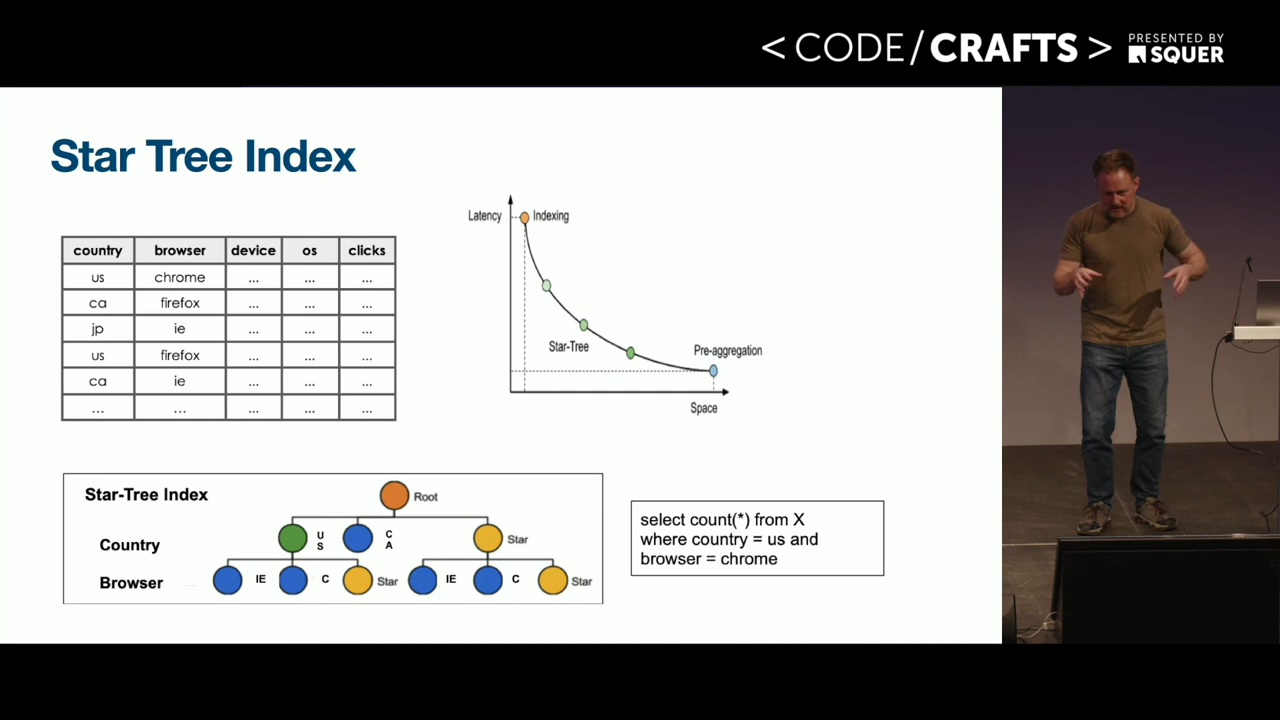 < CODE/CRAFTS >
PRESENTED BY
SQUER
Star Tree Index
country browser device os clicks
us chrome ... ... ...
ca firefox ... ... ...
jp ie ... ... ...
us firefox ... ... ...
ca ie ... ... ...
... ... ... ... ...
Latency
Indexing
Star-Tree
Pre-aggregation
Space
Star-Tree Index
Root
Country
US
CA
Star
Browser
IE
C
Star
IE
C
Star
select count(*) from X
where country = us and
browser = chrome